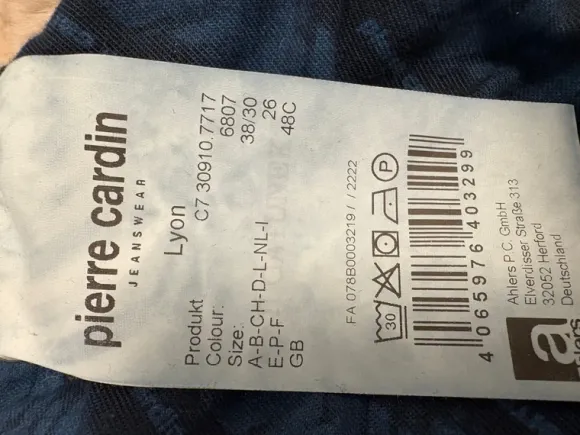 pierre cardin
JEANSWEAR
Lyon
Produkt C7 30910.7717
Colour: 6807
Size: 38/30
A-B-CH-D-L-NL-I 26
E-P-F 48C
GB
FA.078B0003219 / / 2222
30 P
4 065976 403299
Ahlers P.C. GmbH
Elverdisser Straße 313
32052 Herford
Deutschland
a